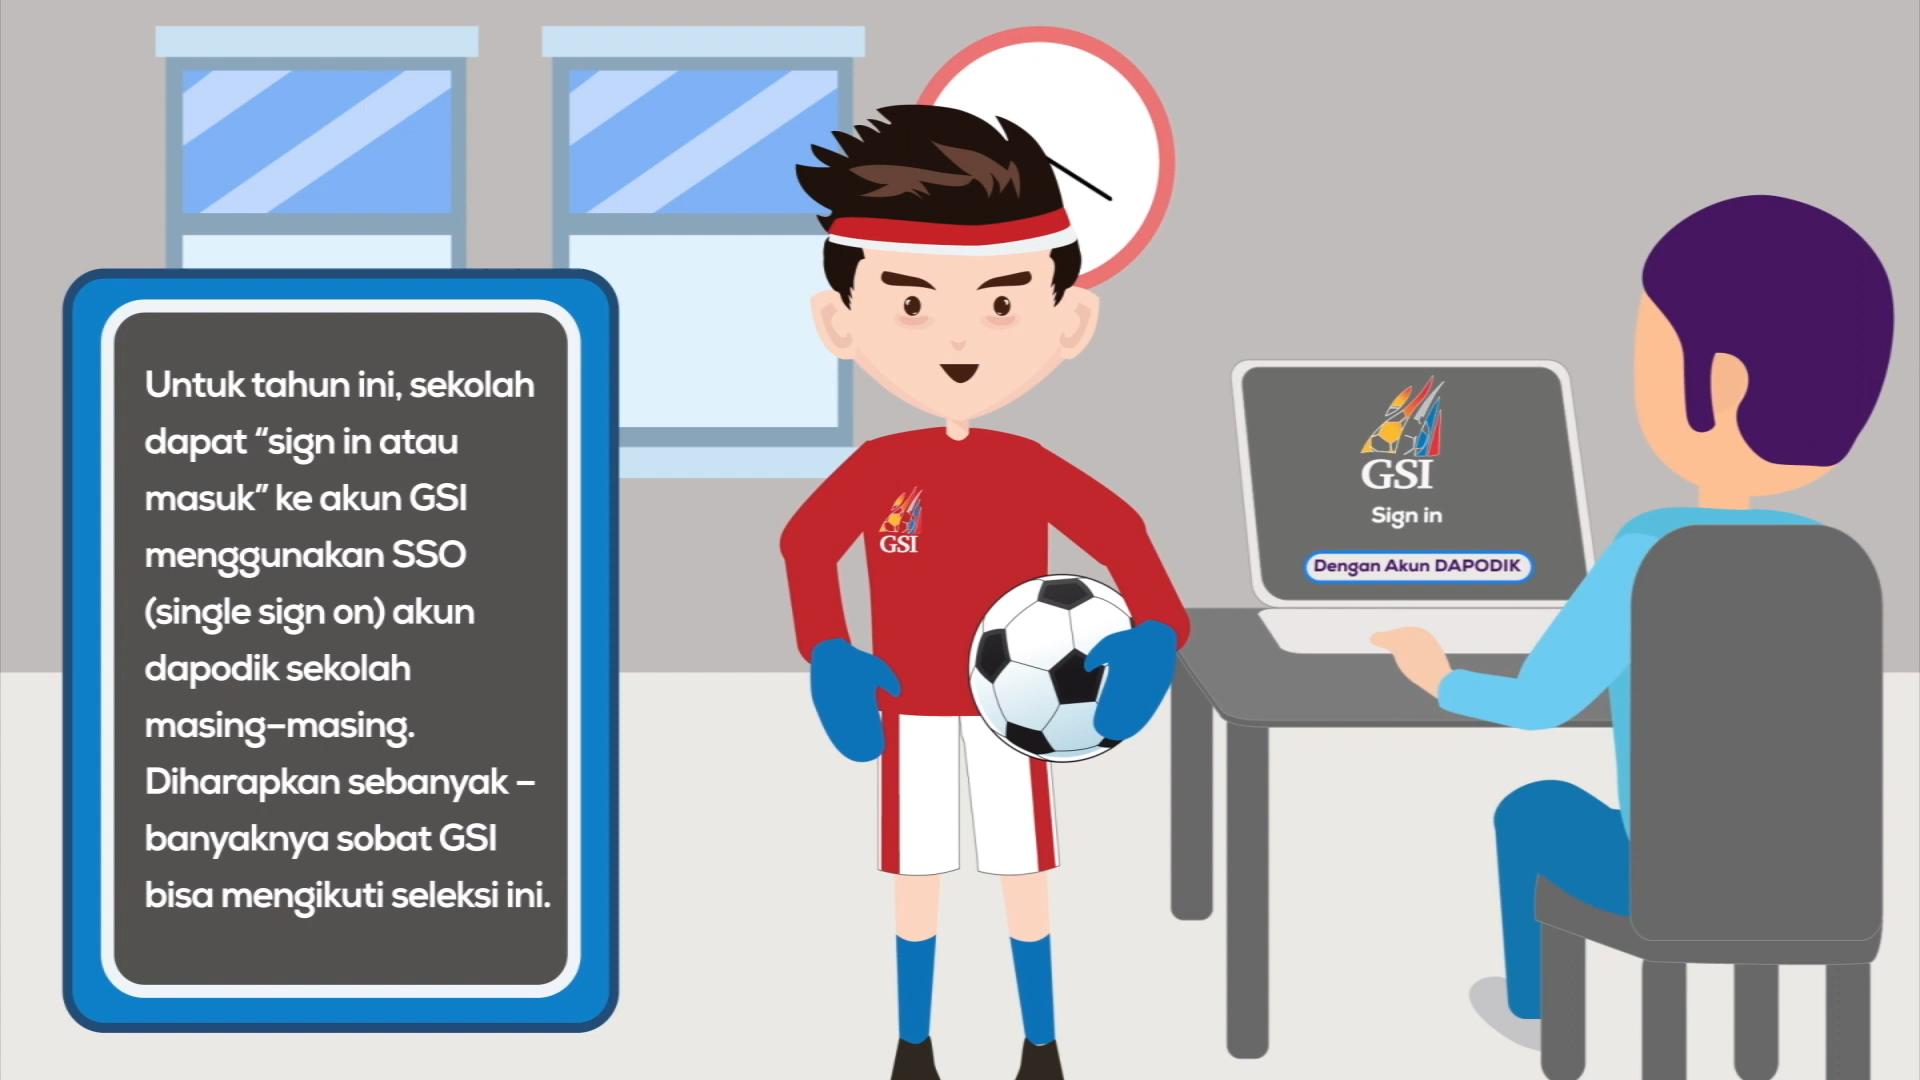 Untuk tahun ini, sekolah
dapat “sign in atau
masuk” ke akun GSI
menggunakan SSO
(single sign on) akun
dapodik sekolah
masing-masing.
Diharapkan sebanyak -
banyaknya sobat GSI
bisa mengikuti seleksi ini.
GSI
GSI
Sign in
Dengan Akun DAPODIK